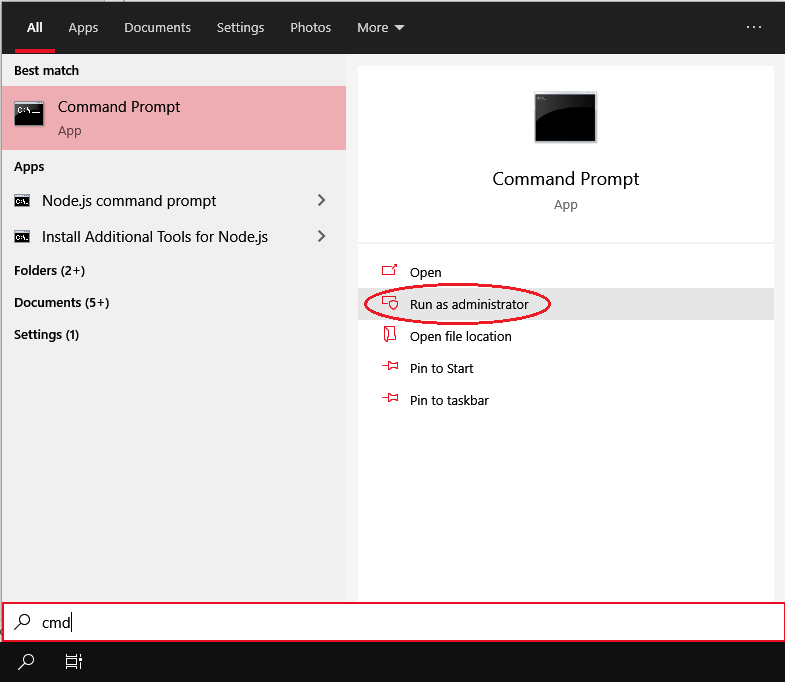 All Apps Documents Settings Photos More ...
Best match
Command Prompt
App
Apps
Node.js command prompt
Install Additional Tools for Node.js
Folders (2+)
Documents (5+)
Settings (1)
Command Prompt
App
Open
Run as administrator
Open file location
Pin to Start
Pin to taskbar
cmd